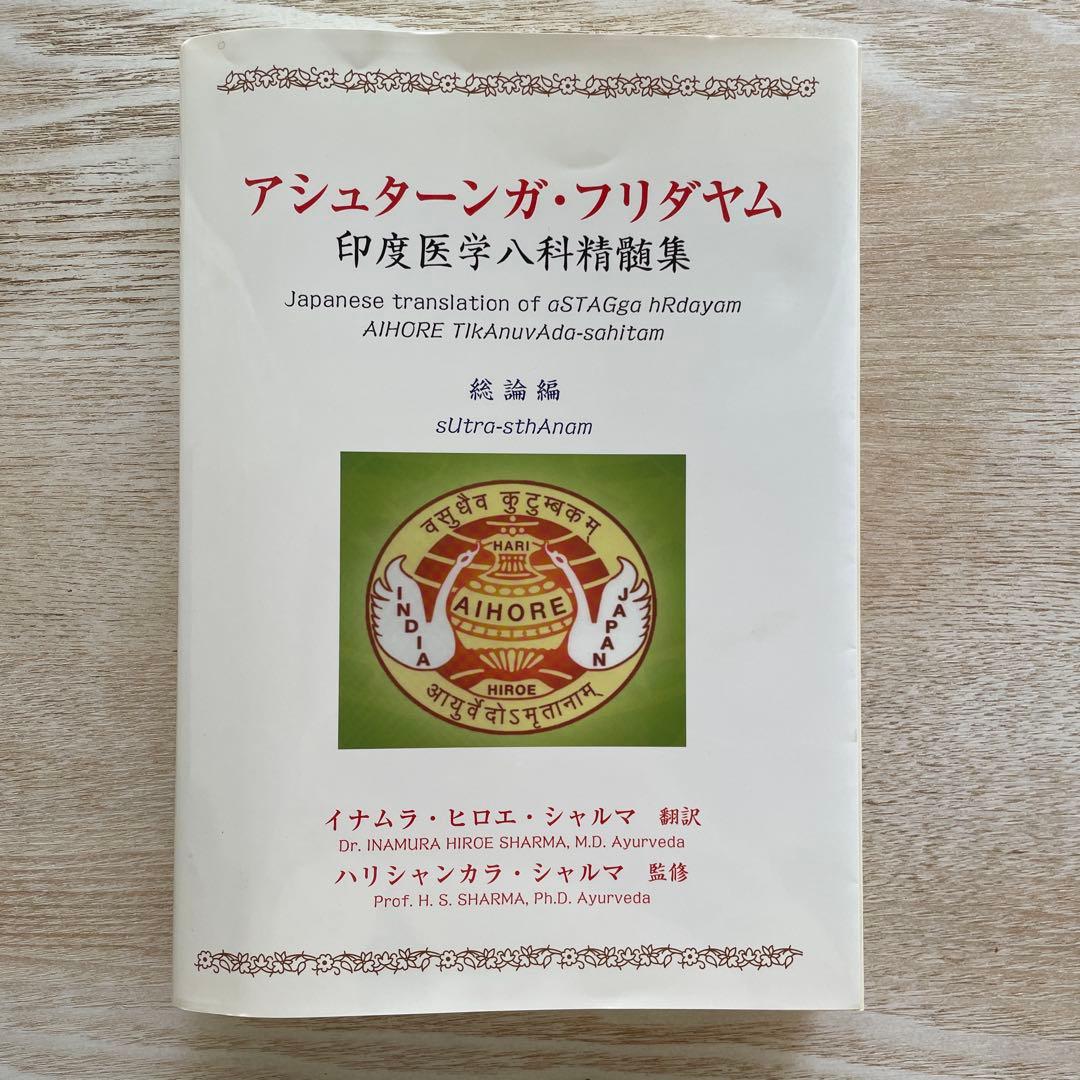 アシュターンガ・フリダヤム
印度医学八科精髄集
Japanese translation of aSTAGga hRdayam
AIHORE TIkAnuvAda-sahitam
総論編
sUtra-sthAnam
वसुधैव कुटुम्बकम्
HARI
INDIA
AIHORE
JAPAN
HIROE
आयुर्वेदोऽमृतानाम्
イナムラ・ヒロエ・シャルマ 翻訳
Dr. INAMURA HIROE SHARMA, M.D. Ayurveda
ハリシャンカラ・シャルマ 監修
Prof. H. S. SHARMA, Ph.D. Ayurveda